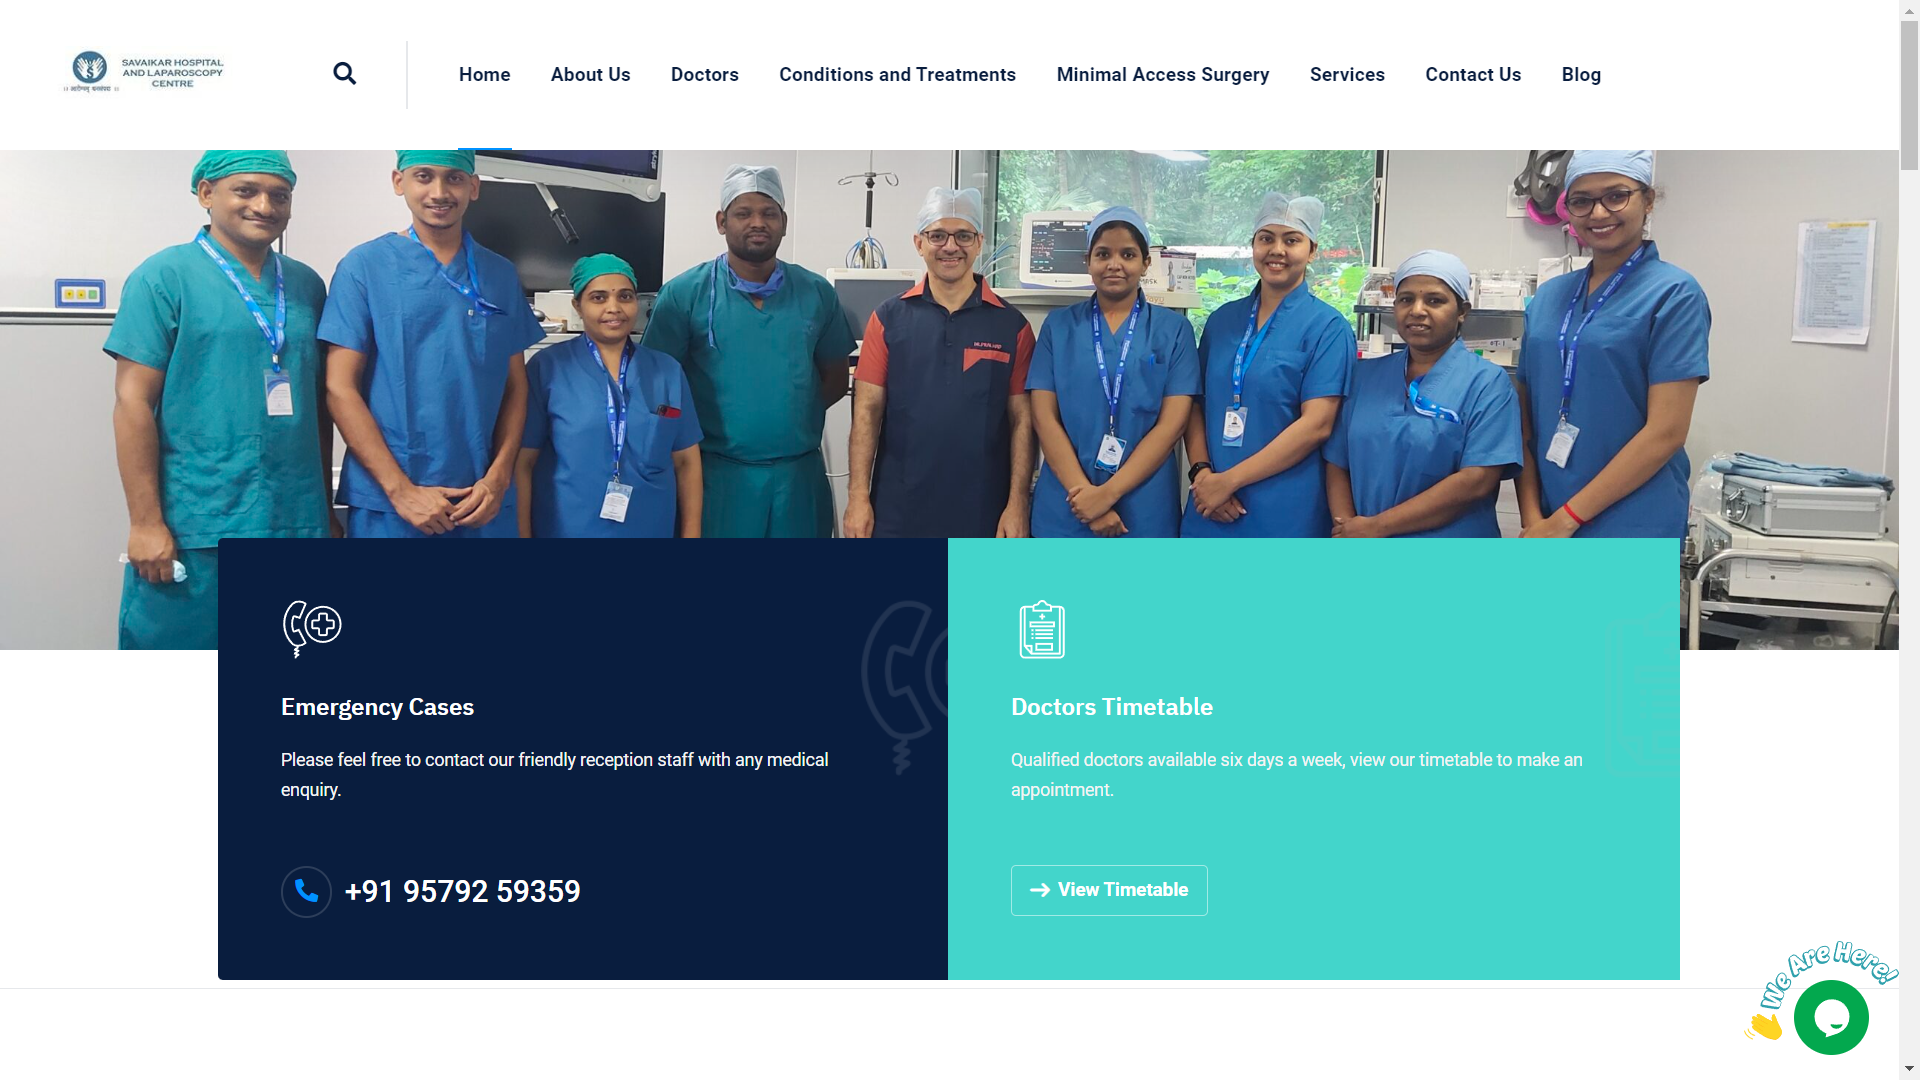 SAVAIKAR HOSPITAL
AND LAPAROSCOPY
CENTRE
Home
About Us
Doctors
Conditions and Treatments
Minimal Access Surgery
Services
Contact Us
Blog
Emergency Cases
Please feel free to contact our friendly reception staff with any medical
enquiry.
+91 95792 59359
Doctors Timetable
Qualified doctors available six days a week, view our timetable to make an
appointment.
View Timetable
We Are Here!